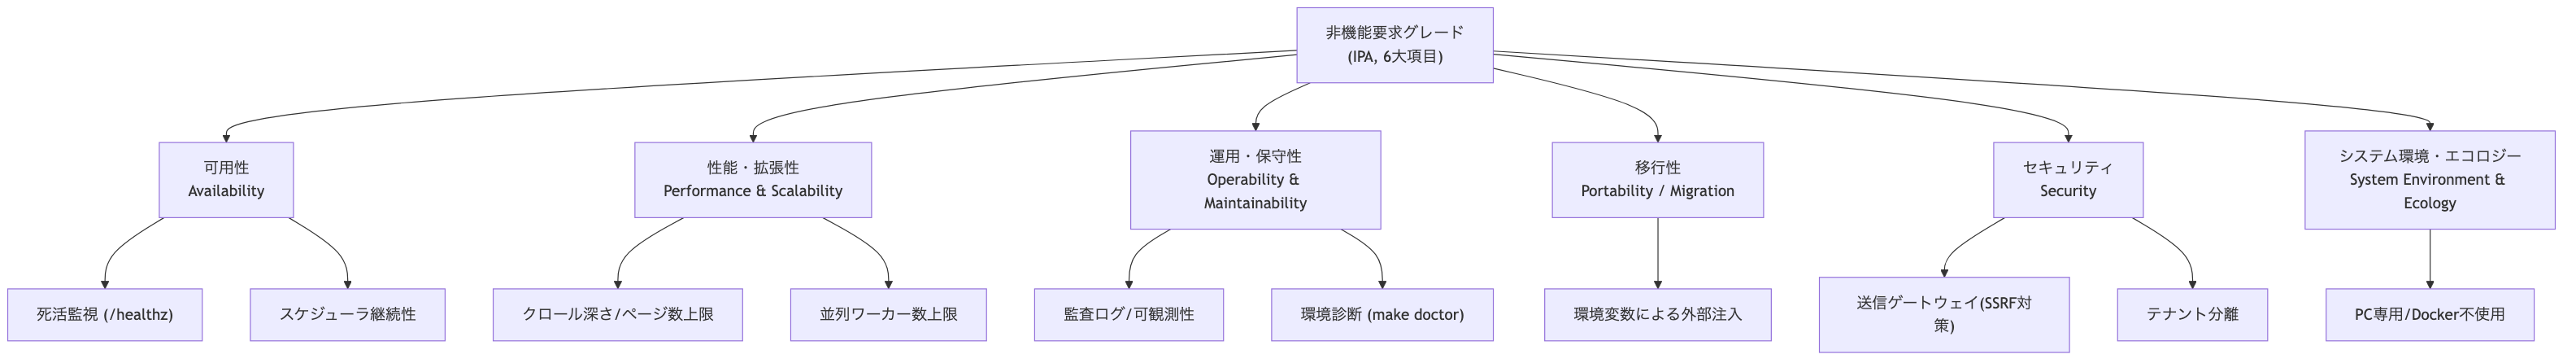 非機能要求グレード
(IPA, 6大項目)
可用性
Availability
性能・拡張性
Performance & Scalability
運用・保守性
Operability &
Maintainability
移行性
Portability / Migration
セキュリティ
Security
システム環境・エコロジー
System Environment &
Ecology
死活監視 (/healthz)
スケジューラ継続性
クロール深さ/ページ数上限
並列ワーカー数上限
監査ログ/可観測性
環境診断 (make doctor)
環境変数による外部注入
送信ゲートウェイ(SSRF対
策)
テナント分離
PC専用/Docker不使用